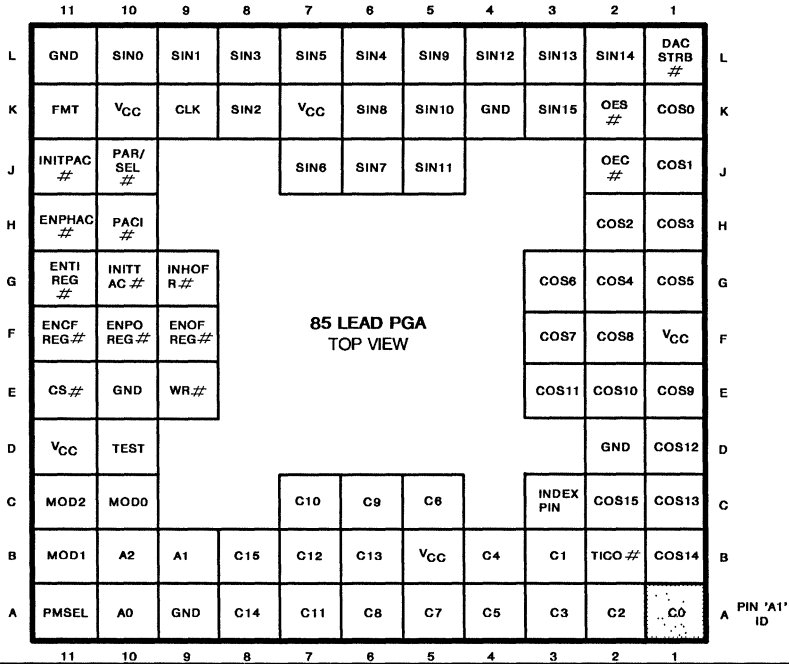 11 10 9 8 7 6 5 4 3 2 1
L GND SIN0 SIN1 SIN3 SIN5 SIN4 SIN9 SIN12 SIN13 SIN14 DAC STRB # L
K FMT VCC CLK SIN2 VCC SIN8 SIN10 GND SIN15 OES # COS0 K
J INITPAC # PAR/ SEL # SIN6 SIN7 SIN11 OEC # COS1 J
H ENPHAC # PACI # COS2 COS3 H
G ENTI REG # INITT AC # INHOF R # COS6 COS4 COS5 G
F ENCF REG # ENPO REG # ENOF REG # COS7 COS8 VCC F
85 LEAD PGA
TOP VIEW
E CS # GND WR # COS11 COS10 COS9 E
D VCC TEST GND COS12 D
C MOD2 MOD0 C10 C9 C6 INDEX PIN COS15 COS13 C
B MOD1 A2 A1 C15 C12 C13 VCC C4 C1 TICO # COS14 B
A PMSEL A0 GND C14 C11 C8 C7 C5 C3 C2 C0 A PIN 'A1' ID
11 10 9 8 7 6 5 4 3 2 1